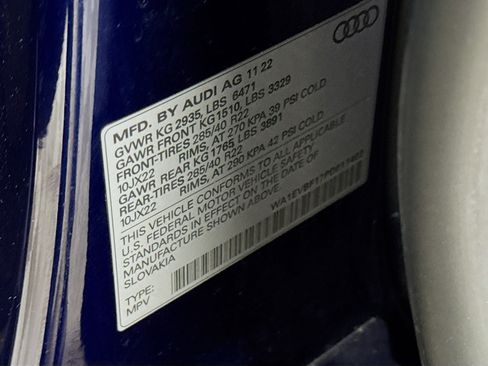 MFD. BY AUDI AG 11 22
GVWR KG 2935, LBS 6471
GAWR FRONT KG1510, LBS 3329
FRONT-TIRES 285/40 R22
10JX22 RIMS, AT 270 KPA 39 PSI COLD
GAWR REAR KG1765, LBS 3891
REAR-TIRES 285/40 R22
10JX22 RIMS, AT 290 KPA 42 PSI COLD
THIS VEHICLE CONFORMS TO ALL APPLICABLE
U.S. FEDERAL MOTOR VEHICLE SAFETY
STANDARDS IN EFFECT ON THE DATE OF
MANUFACTURE SHOWN ABOVE.
SLOVAKIA
TYPE:
MPV